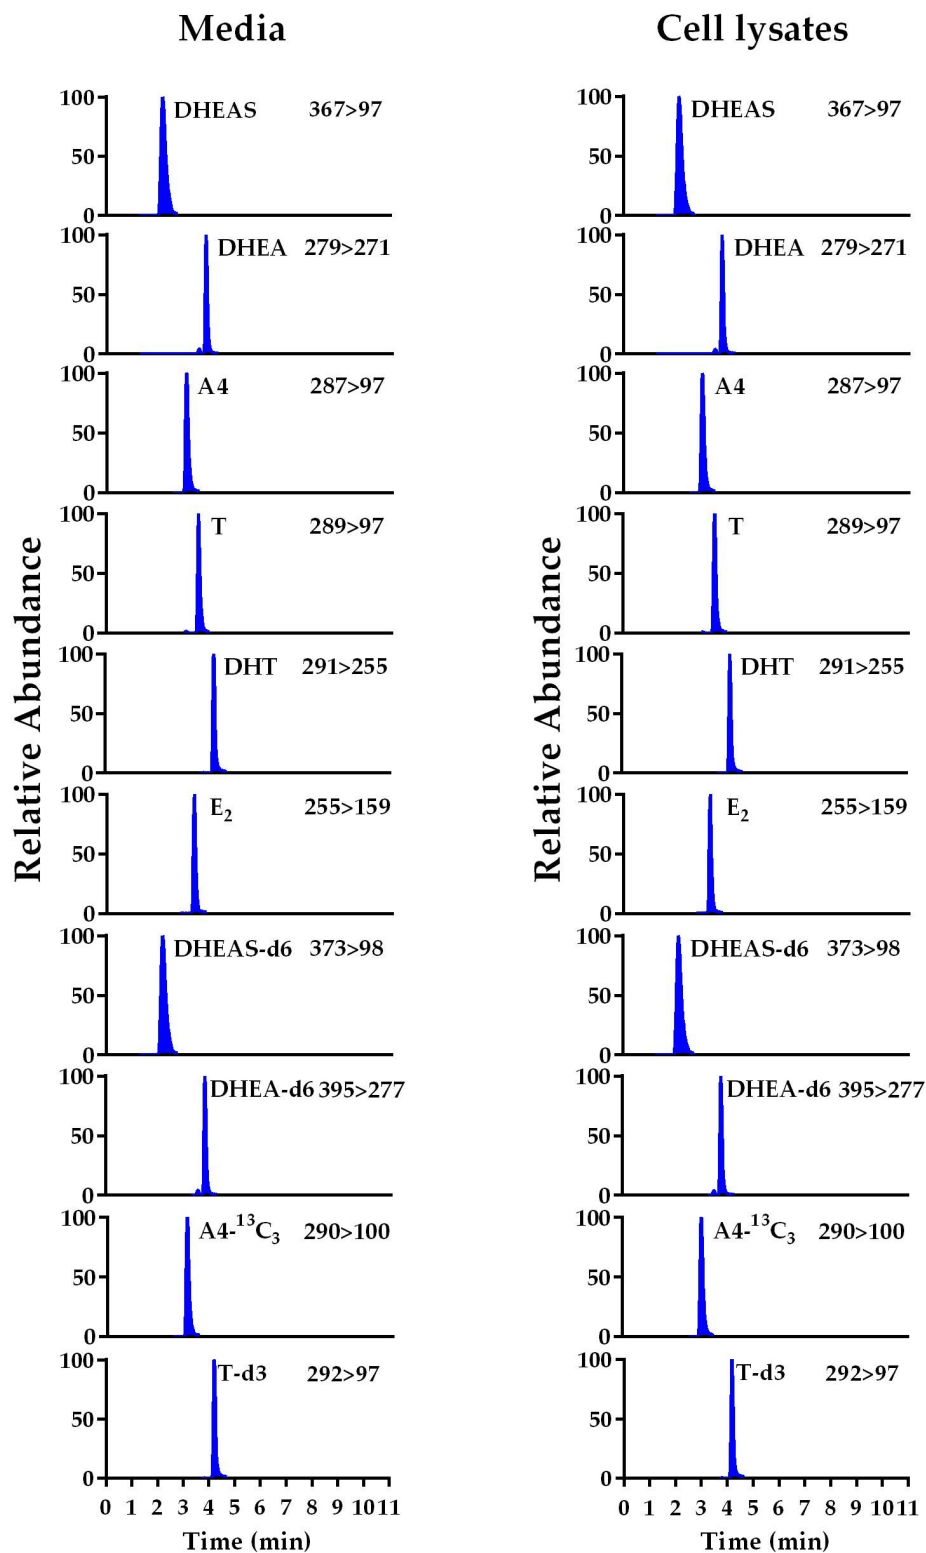 Media
Relative Abundance
100
50
0
DHEAS 367>97
100
50
0
DHEA 279>271
100
50
0
A4 287>97
100
50
0
T 289>97
100
50
0
DHT 291>255
100
50
0
E₂ 255>159
100
50
0
DHEAS-d6 373>98
100
50
0
DHEA-d6 395>277
100
50
0
A4-¹³C₃ 290>100
100
50
0
T-d3 292>97
0 1 2 3 4 5 6 7 8 9 10 11
Time (min)
Cell lysates
Relative Abundance
100
50
0
DHEAS 367>97
100
50
0
DHEA 279>271
100
50
0
A4 287>97
100
50
0
T 289>97
100
50
0
DHT 291>255
100
50
0
E₂ 255>159
100
50
0
DHEAS-d6 373>98
100
50
0
DHEA-d6 395>277
100
50
0
A4-¹³C₃ 290>100
100
50
0
T-d3 292>97
0 1 2 3 4 5 6 7 8 9 10 11
Time (min)